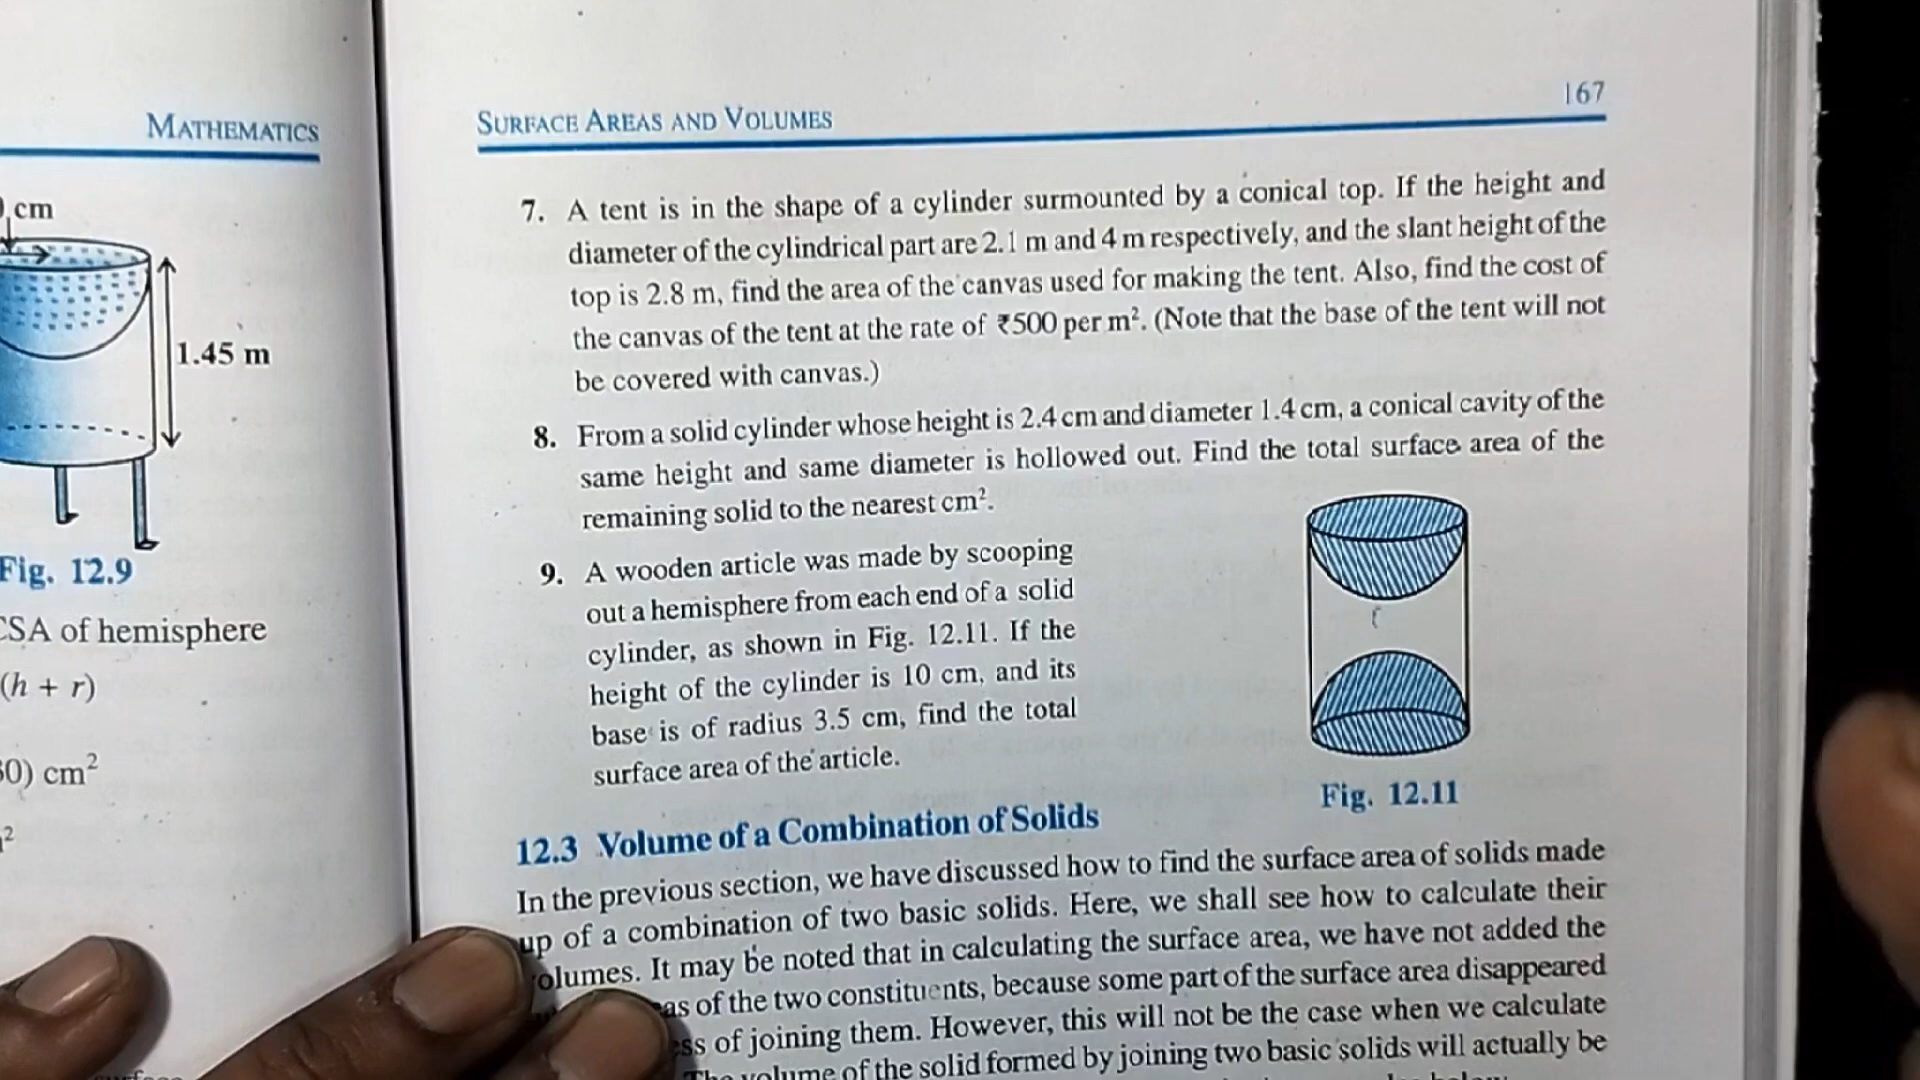 MATHEMATICS
cm
1.45 m
Fig. 12.9
CSA of hemisphere
(h + r)
0) cm²
SURFACE AREAS AND VOLUMES
167
7. A tent is in the shape of a cylinder surmounted by a conical top. If the height and
diameter of the cylindrical part are 2.1 m and 4 m respectively, and the slant height of the
top is 2.8 m, find the area of the canvas used for making the tent. Also, find the cost of
the canvas of the tent at the rate of ₹500 per m². (Note that the base of the tent will not
be covered with canvas.)
8. From a solid cylinder whose height is 2.4 cm and diameter 1.4 cm, a conical cavity of the
same height and same diameter is hollowed out. Find the total surface area of the
remaining solid to the nearest cm².
9. A wooden article was made by scooping
out a hemisphere from each end of a solid
cylinder, as shown in Fig. 12.11. If the
height of the cylinder is 10 cm, and its
base is of radius 3.5 cm, find the total
surface area of the article.
Fig. 12.11
12.3 Volume of a Combination of Solids
In the previous section, we have discussed how to find the surface area of solids made
up of a combination of two basic solids. Here, we shall see how to calculate their
olumes. It may be noted that in calculating the surface area, we have not added the
as of the two constituents, because some part of the surface area disappeared
ss of joining them. However, this will not be the case when we calculate
The volume of the solid formed by joining two basic solids will actually be